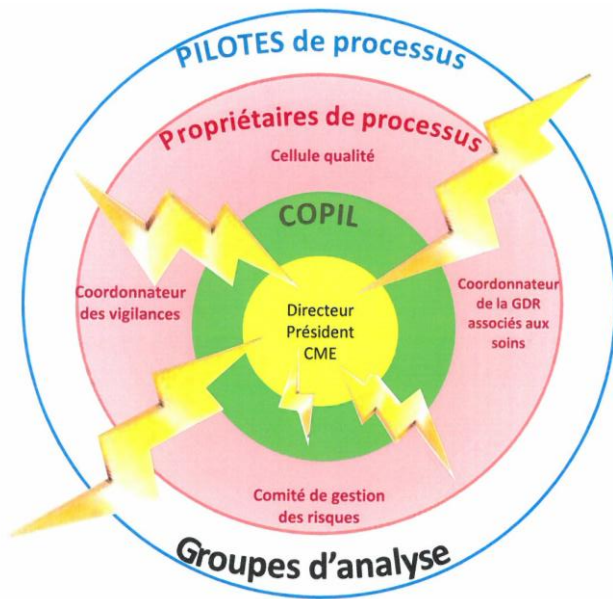 PILOTES de processus
Propriétaires de processus
Cellule qualité
COPIL
Coordonnateur
des vigilances
Directeur
Président
CME
Coordonnateur
de la GDR
associés aux
soins
Comité de gestion
des risques
Groupes d'analyse